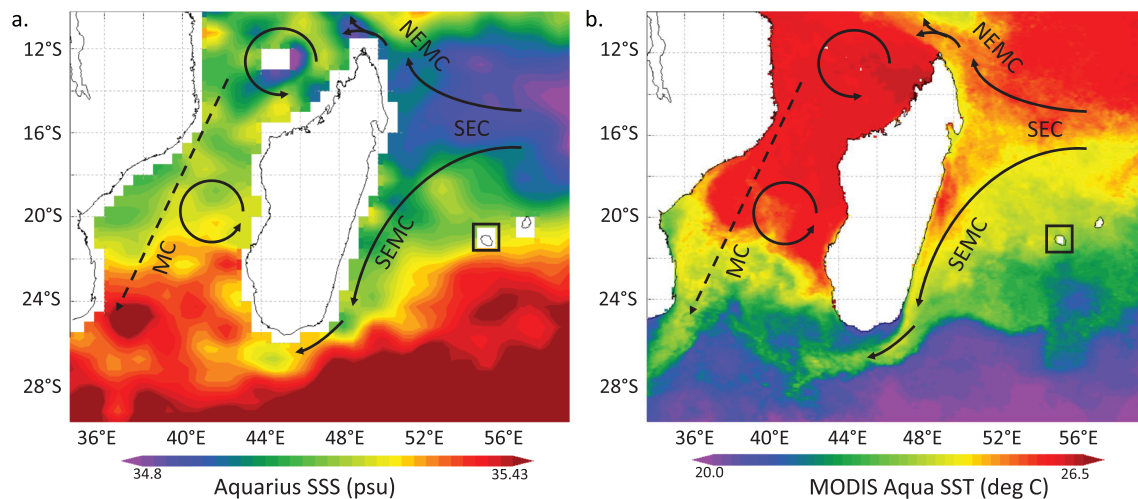 a.
12°S
16°S
20°S
24°S
28°S
NEMC
SEC
SEMC
MC
36°E 40°E 44°E 48°E 52°E 56°E
34.8 35.43
Aquarius SSS (psu)
b.
12°S
16°S
20°S
24°S
28°S
NEMC
SEC
SEMC
MC
36°E 40°E 44°E 48°E 52°E 56°E
20.0 26.5
MODIS Aqua SST (deg C)